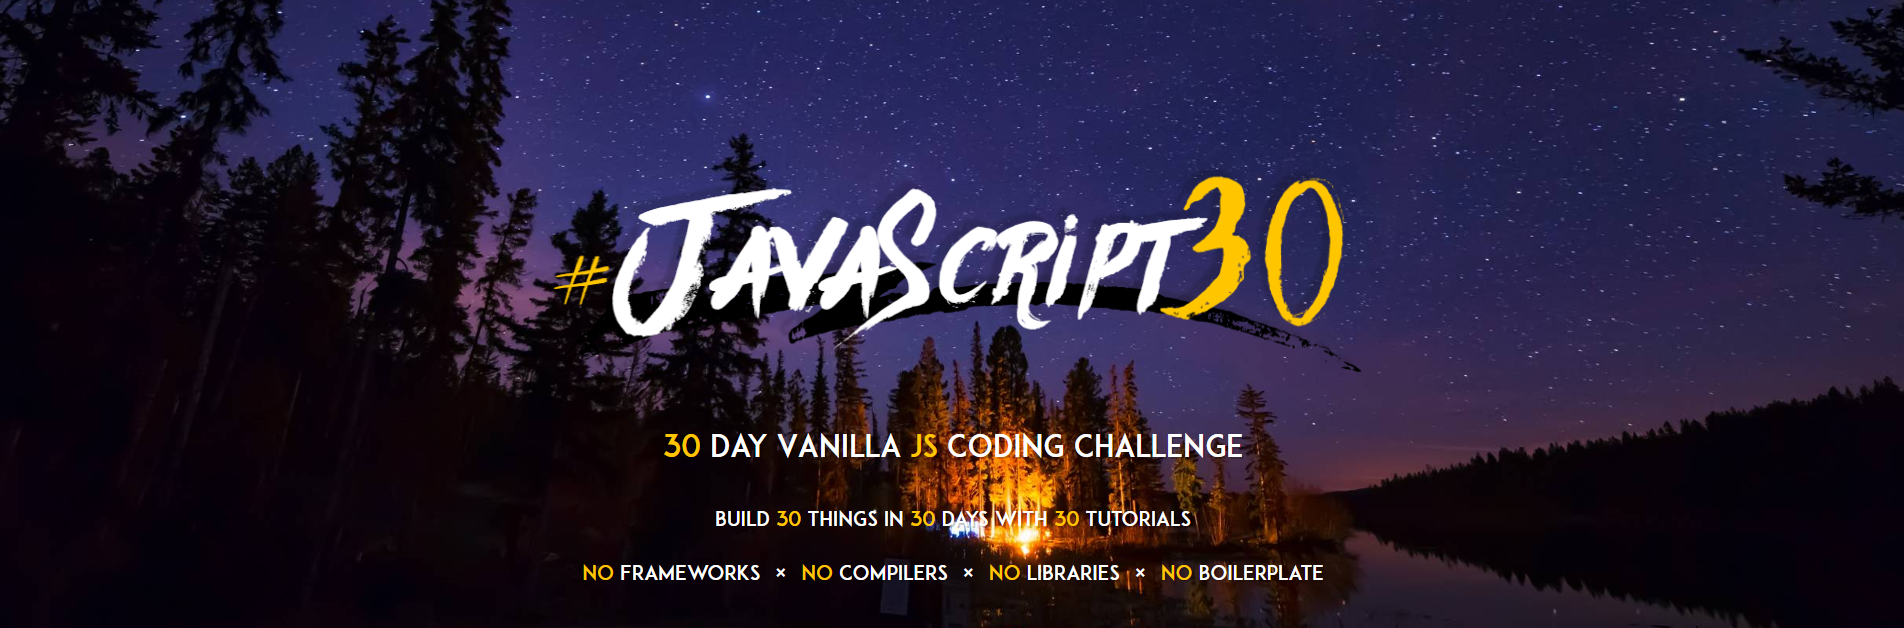 #JavaScript30
30 DAY VANILLA JS CODING CHALLENGE
BUILD 30 THINGS IN 30 DAYS WITH 30 TUTORIALS
NO FRAMEWORKS × NO COMPILERS × NO LIBRARIES × NO BOILERPLATE